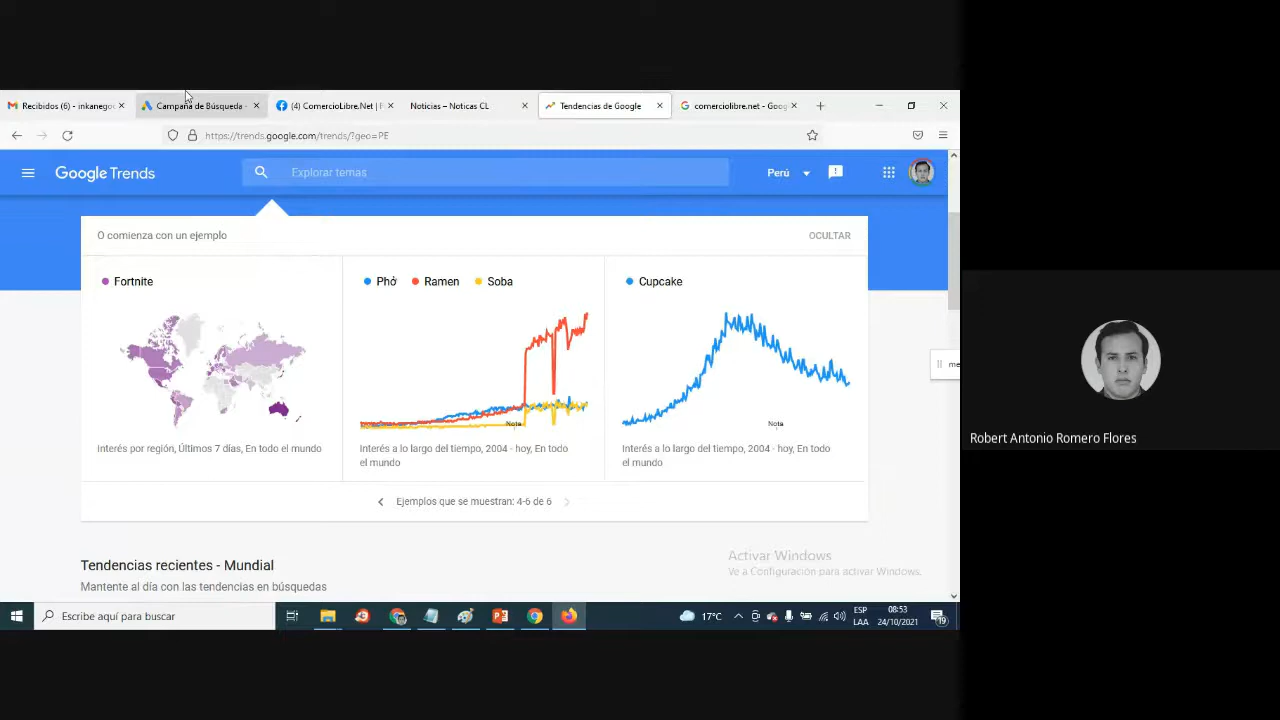 Recibidos (6) - inkanego
Campaña de Búsqueda -
(4) ComercioLibre.Net | F
Noticias – Noticas CL
Tendencias de Google
comerciolibre.net - Goog
https://trends.google.com/trends/?geo=PE
Google Trends
Explorar temas
Perú
O comienza con un ejemplo
OCULTAR
Fortnite
Phở
Ramen
Soba
Cupcake
Nota
Nota
me
Interés por región, Últimos 7 días, En todo el mundo
Interés a lo largo del tiempo, 2004 - hoy, En todo
el mundo
Interés a lo largo del tiempo, 2004 - hoy, En todo
el mundo
Ejemplos que se muestran: 4-6 de 6
Robert Antonio Romero Flores
Tendencias recientes - Mundial
Mantente al día con las tendencias en búsquedas
Activar Windows
Ve a Configuración para activar Windows.
Escribe aquí para buscar
17°C
ESP
LAA
08:53
24/10/2021
19